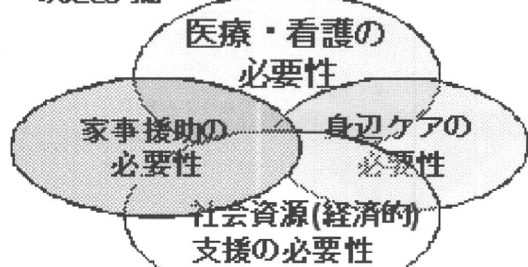 医療・看護の
必要性
家事援助の
必要性
身辺ケアの
必要性
社会資源(経済的)
支援の必要性